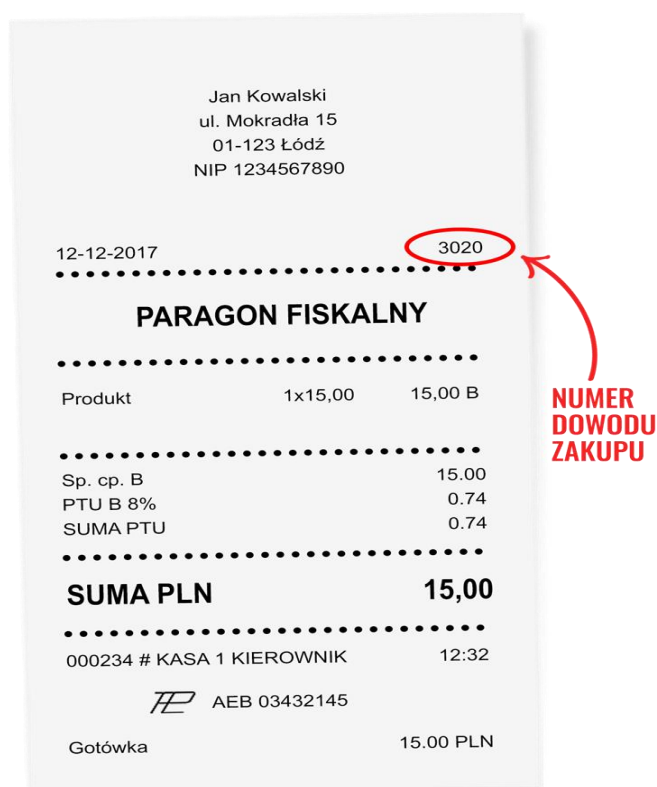 Jan Kowalski
ul. Mokradła 15
01-123 Łódź
NIP 1234567890
12-12-2017 3020
PARAGON FISKALNY
Produkt 1x15,00 15,00 B
Sp. cp. B 15.00
PTU B 8% 0.74
SUMA PTU 0.74
SUMA PLN 15,00
000234 # KASA 1 KIEROWNIK 12:32
AEB 03432145
Gotówka 15.00 PLN
NUMER
DOWODU
ZAKUPU